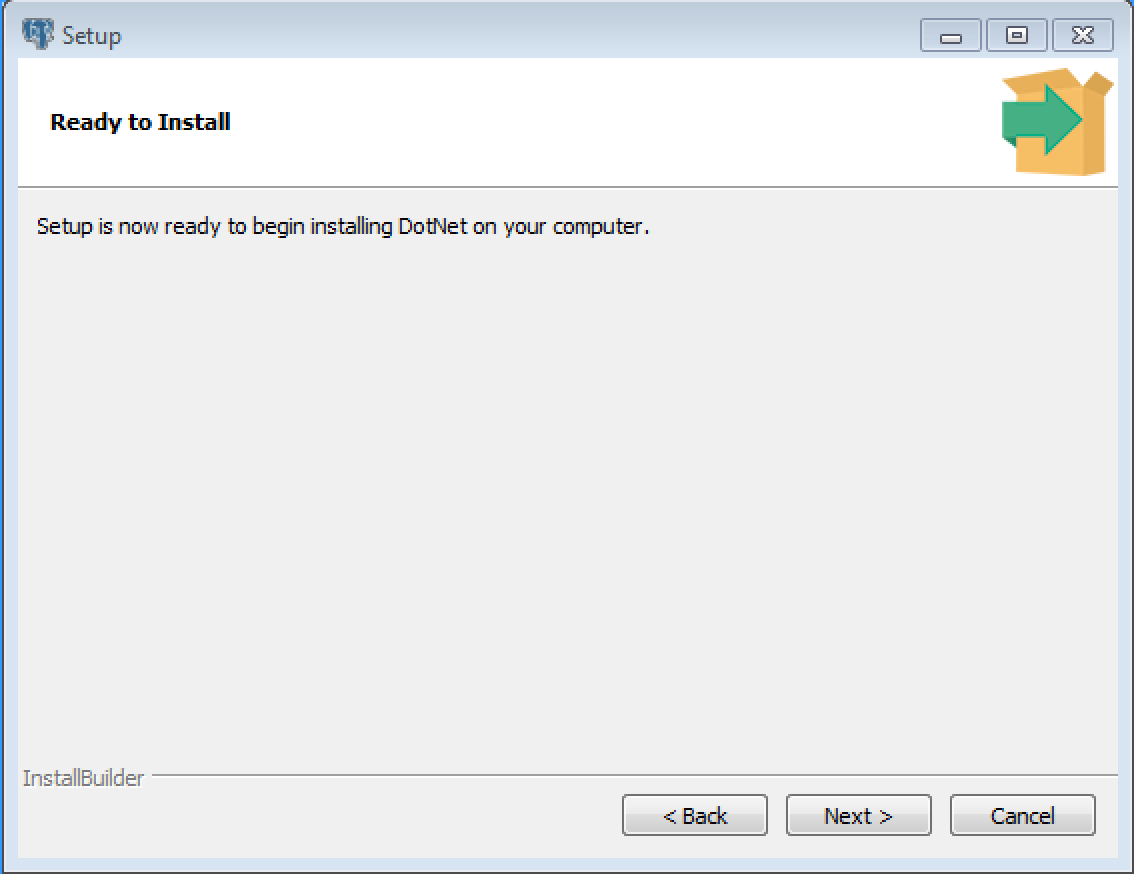 Setup
Ready to Install
Setup is now ready to begin installing DotNet on your computer.
InstallBuilder
< Back
Next >
Cancel